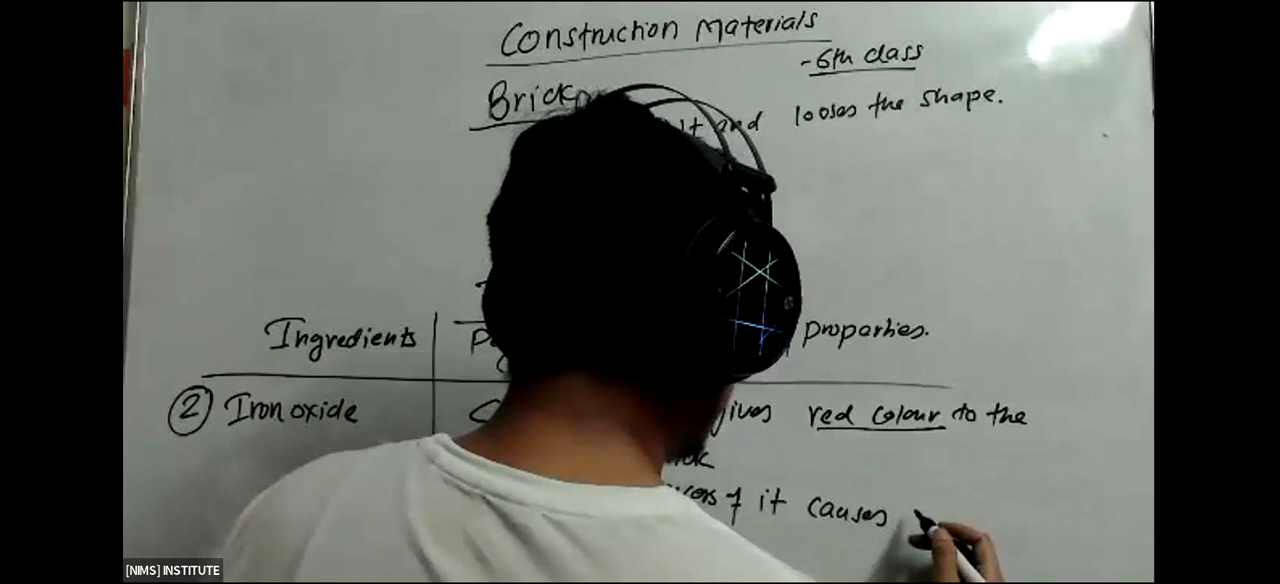 Construction Materials
-6th class
Brick
and looses the shape.
Ingredients properties.
② Iron oxide gives red colour to the
of it causes
[NIMS] INSTITUTE